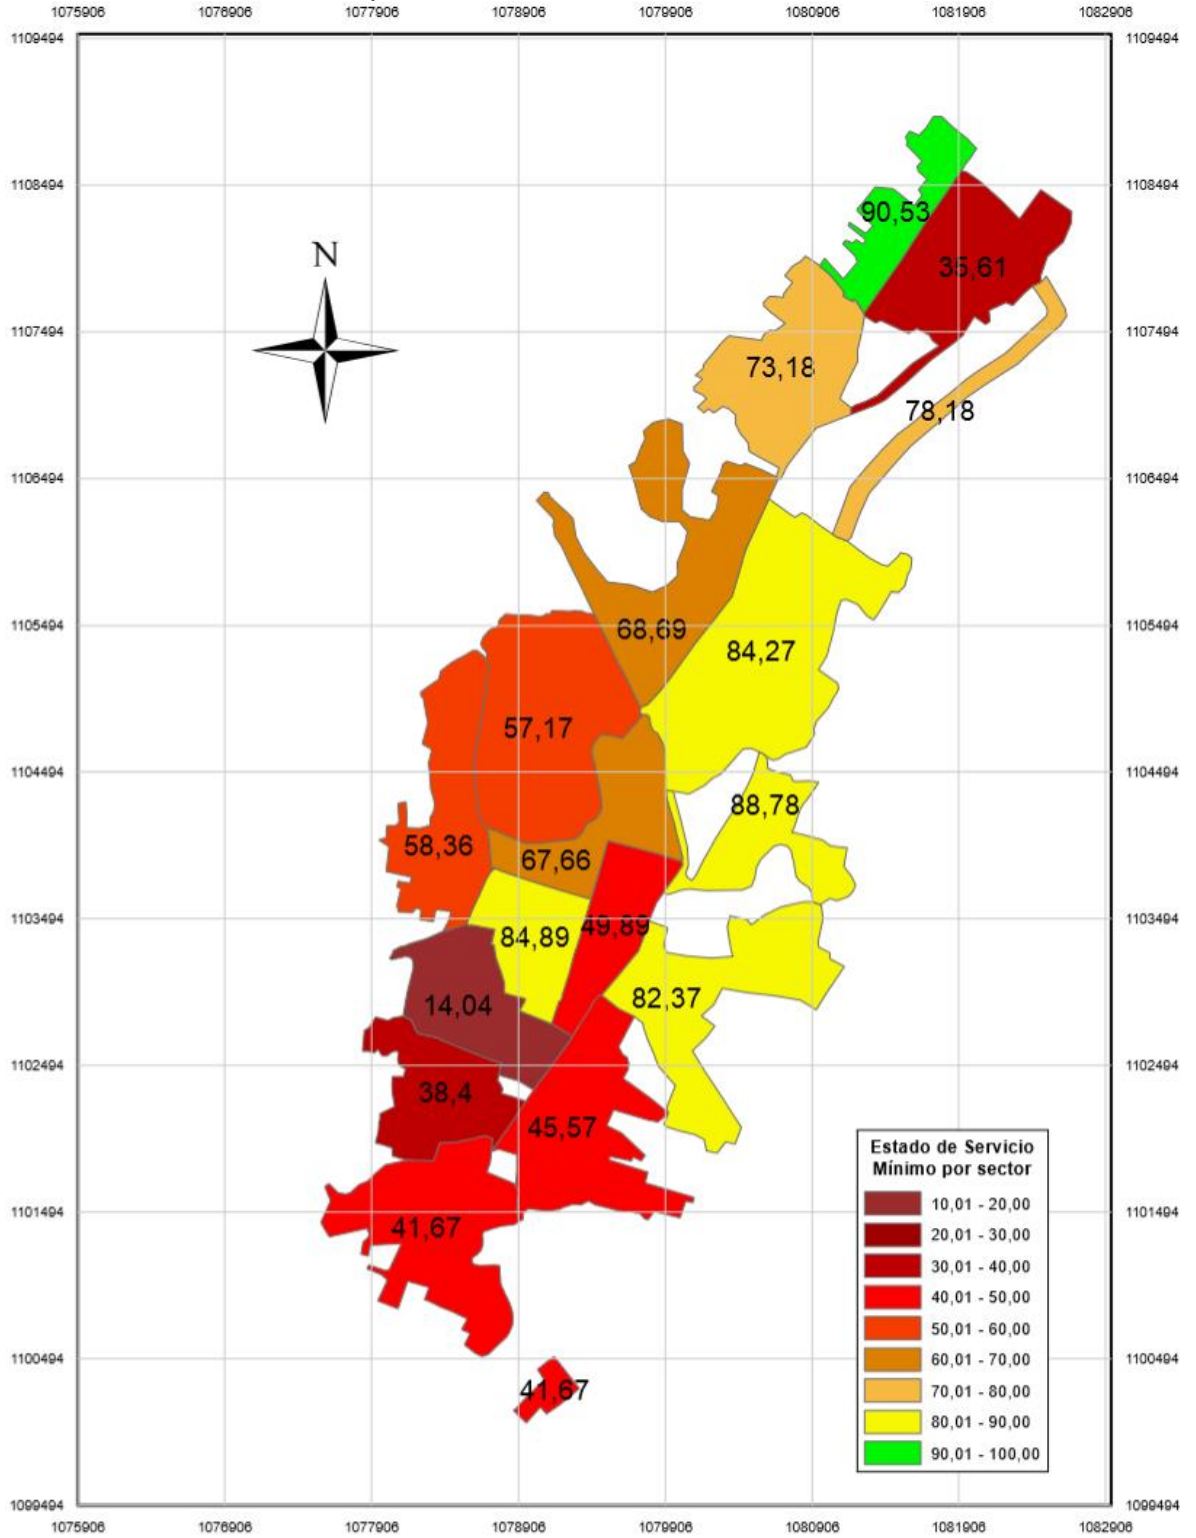 1075906 1076906 1077906 1078906 1079906 1080906 1081906 1082906
1109494 1109494
1108494 1108494
90,53
N
35,61
1107494 1107494
73,18
78,18
1106494 1106494
1105494 1105494
68,69
84,27
57,17
1104494 1104494
88,78
58,36
67,66
1103494 1103494
49,89
84,89
82,37
14,04
1102494 1102494
38,4
45,57
Estado de Servicio
Mínimo por sector
10,01 - 20,00
1101494 1101494
41,67
20,01 - 30,00
30,01 - 40,00
40,01 - 50,00
50,01 - 60,00
1100494 1100494
60,01 - 70,00
41,67
70,01 - 80,00
80,01 - 90,00
90,01 - 100,00
1099494 1099494
1075906 1076906 1077906 1078906 1079906 1080906 1081906 1082906